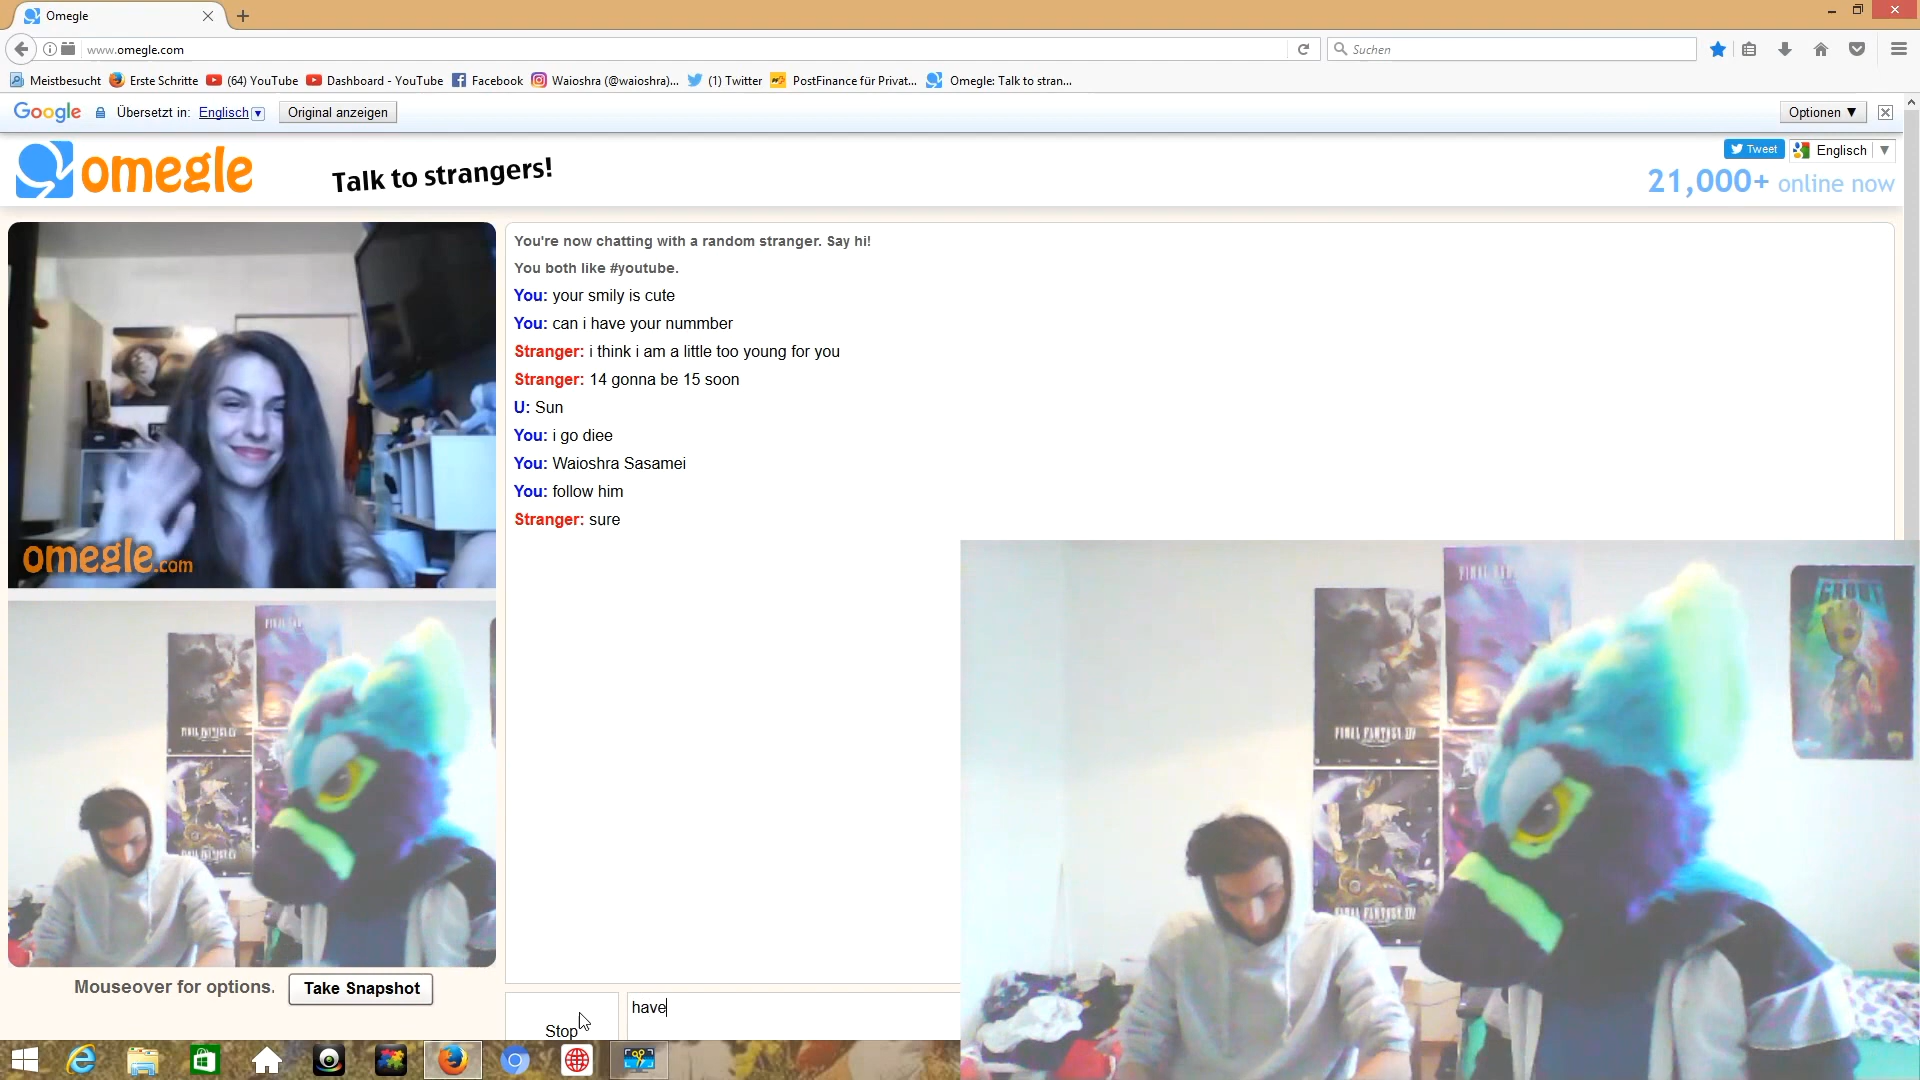 Omegle
www.omegle.com
Suchen
Meistbesucht Erste Schritte (64) YouTube Dashboard - YouTube Facebook Waioshra (@waioshra)... (1) Twitter PostFinance für Privat... Omegle: Talk to stran...
Google Übersetzt in: Englisch Original anzeigen Optionen
omegle Talk to strangers!
Tweet Englisch
21,000+ online now
You're now chatting with a random stranger. Say hi!
You both like #youtube.
You: your smily is cute
You: can i have your nummber
Stranger: i think i am a little too young for you
Stranger: 14 gonna be 15 soon
U: Sun
You: i go diee
You: Waioshra Sasamei
You: follow him
Stranger: sure
omegle.com
GROOT
FINAL FANTASY XIV
Mouseover for options. Take Snapshot
Stop
have